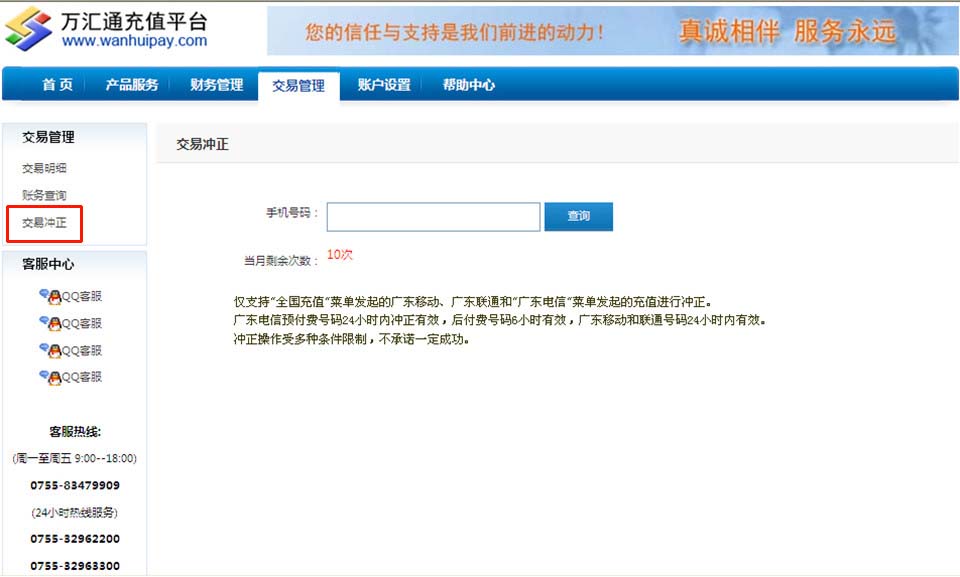 万汇通充值平台
www.wanhuipay.com
您的信任与支持是我们前进的动力！
真诚相伴 服务永远
首 页 产品服务 财务管理 交易管理 账户设置 帮助中心
交易管理
交易明细
账务查询
交易冲正
客服中心
QQ客服
QQ客服
QQ客服
QQ客服
客服热线:
(周一至周五 9:00--18:00)
0755-83479909
(24小时热线服务)
0755-32962200
0755-32963300
交易冲正
手机号码： 查询
当月剩余次数： 10次
仅支持"全国充值"菜单发起的广东移动、广东联通和"广东电信"菜单发起的充值进行冲正。
广东电信预付费号码24小时内冲正有效，后付费号码6小时有效，广东移动和联通号码24小时内有效。
冲正操作受多种条件限制，不承诺一定成功。